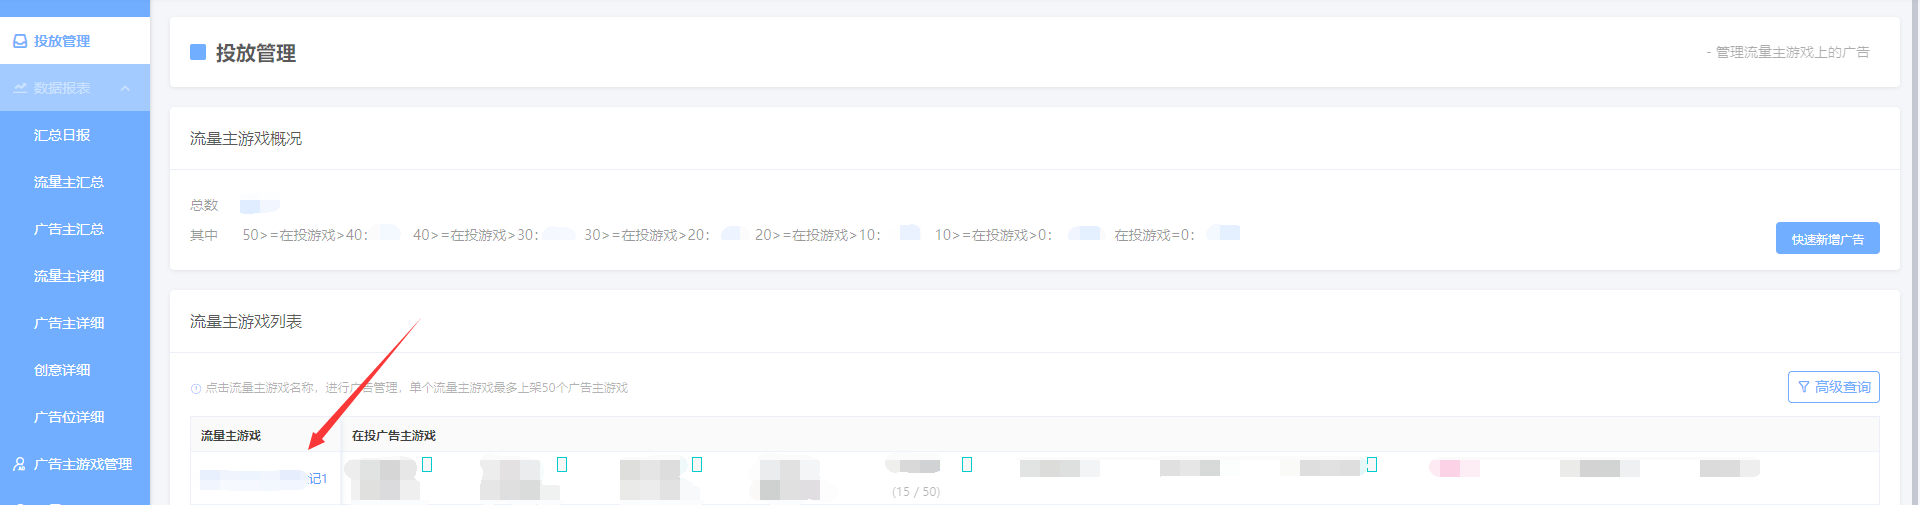 投放管理
数据报表
汇总日报
流量主汇总
广告主汇总
流量主详细
广告主详细
创意详细
广告位详细
广告主游戏管理
投放管理
- 管理流量主游戏上的广告
流量主游戏概况
总数
其中 50>=在投游戏>40: 40>=在投游戏>30: 30>=在投游戏>20: 20>=在投游戏>10: 10>=在投游戏>0: 在投游戏=0:
快速新增广告
流量主游戏列表
点击流量主游戏名称，进行广告管理，单个流量主游戏最多上架50个广告主游戏
高级查询
流量主游戏 在投广告主游戏
记1
(15 / 50)